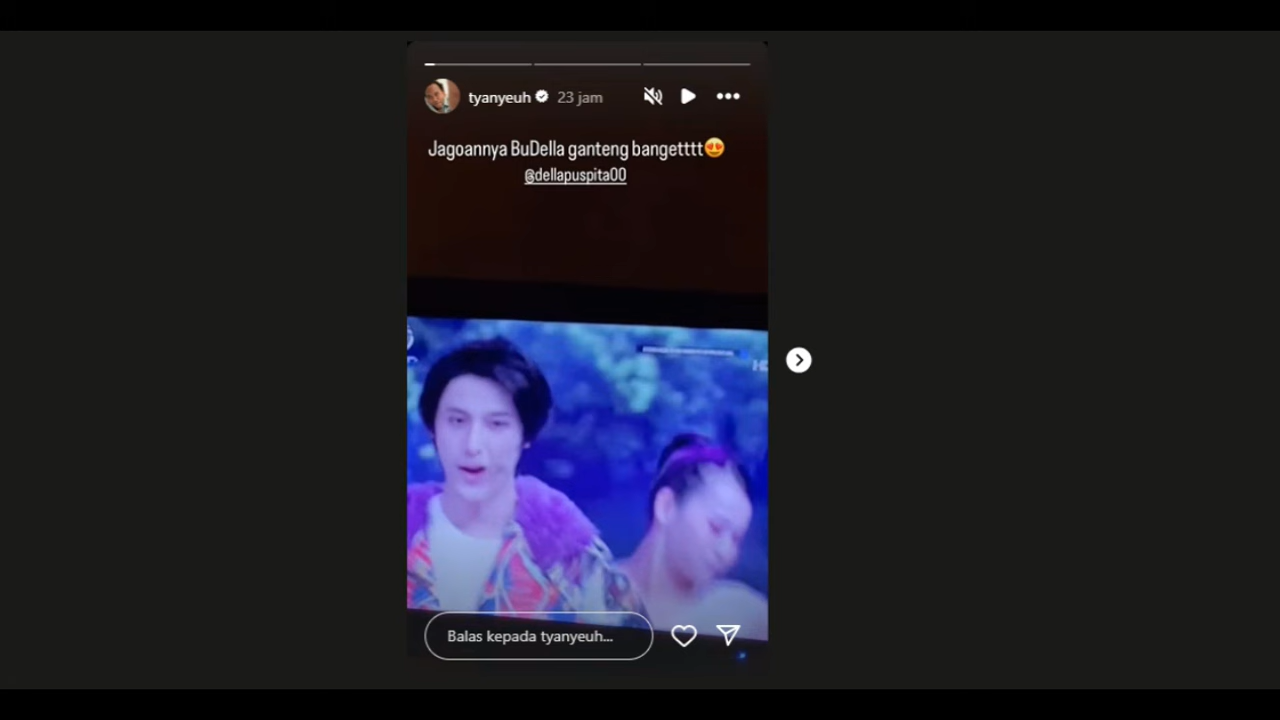 tyanyeuh 23 jam
Jagoannya BuDella ganteng bangetttt😍
@dellapuspita00
Balas kepada tyanyeuh...